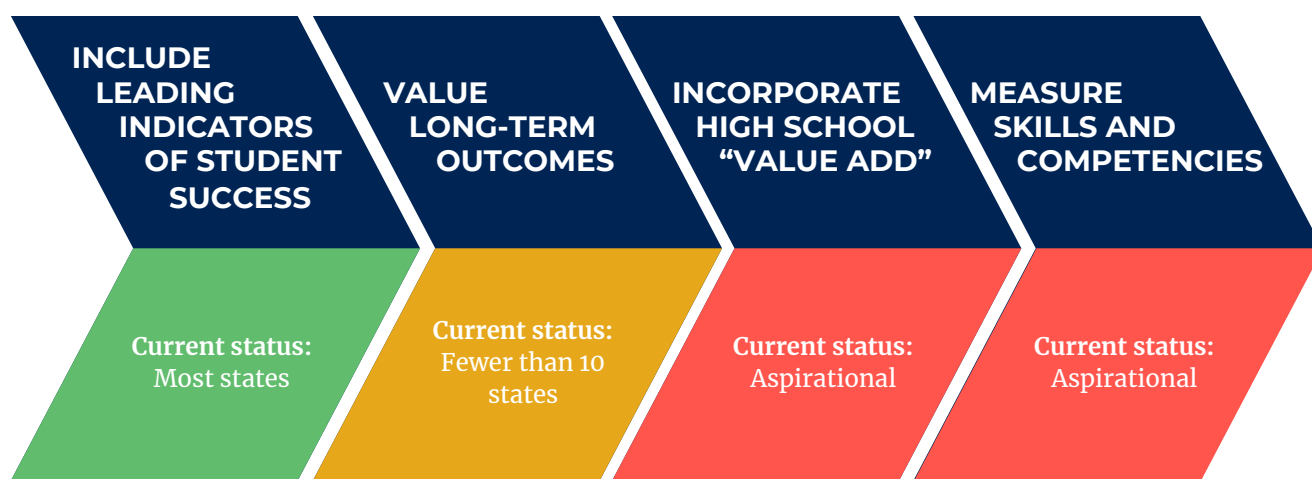 INCLUDE
LEADING
INDICATORS
OF STUDENT
SUCCESS
Current status:
Most states
VALUE
LONG-TERM
OUTCOMES
Current status:
Fewer than 10
states
INCORPORATE
HIGH SCHOOL
“VALUE ADD”
Current status:
Aspirational
MEASURE
SKILLS AND
COMPETENCIES
Current status:
Aspirational